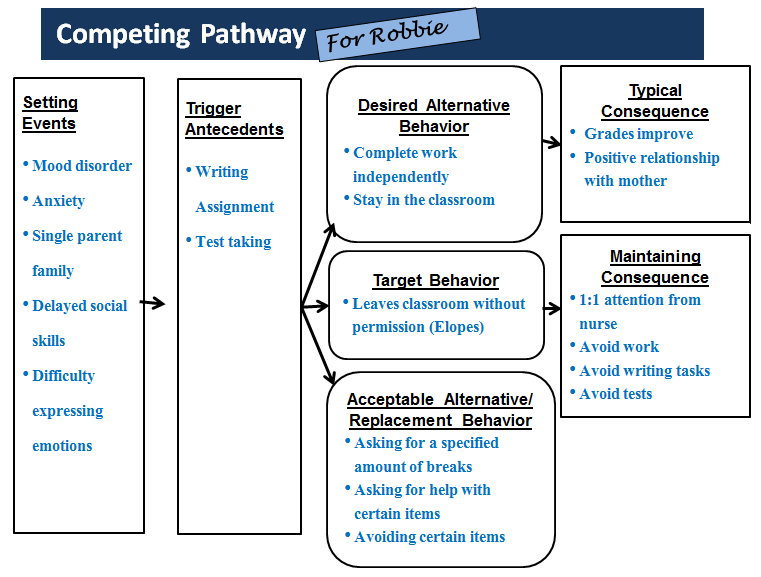 Competing Pathway For Robbie
Setting
Events
• Mood disorder
• Anxiety
• Single parent
family
• Delayed social
skills
• Difficulty
expressing
emotions
Trigger
Antecedents
• Writing
Assignment
• Test taking
Desired Alternative
Behavior
• Complete work
independently
• Stay in the classroom
Typical
Consequence
• Grades improve
• Positive relationship
with mother
Target Behavior
• Leaves classroom without
permission (Elopes)
Maintaining
Consequence
• 1:1 attention from
nurse
• Avoid work
• Avoid writing tasks
• Avoid tests
Acceptable Alternative/
Replacement Behavior
• Asking for a specified
amount of breaks
• Asking for help with
certain items
• Avoiding certain items